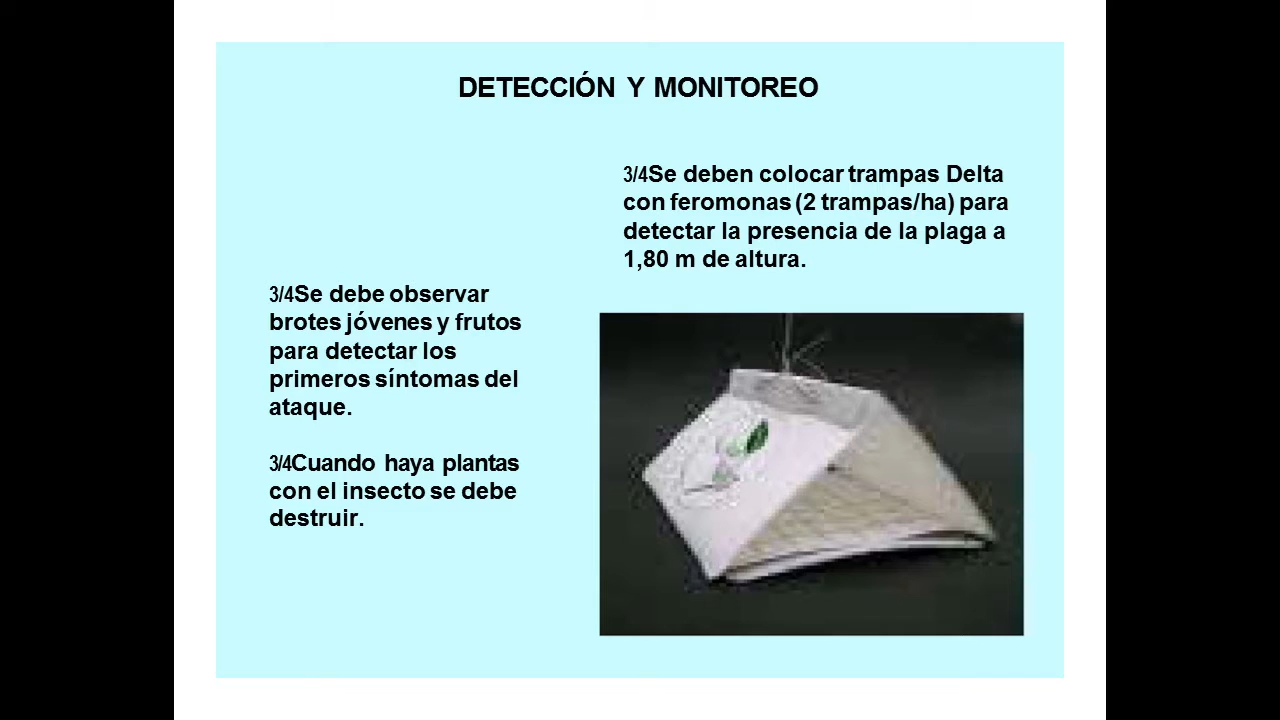 DETECCIÓN Y MONITOREO
3/4Se debe observar
brotes jóvenes y frutos
para detectar los
primeros síntomas del
ataque.
3/4Cuando haya plantas
con el insecto se debe
destruir.
3/4Se deben colocar trampas Delta
con feromonas (2 trampas/ha) para
detectar la presencia de la plaga a
1,80 m de altura.